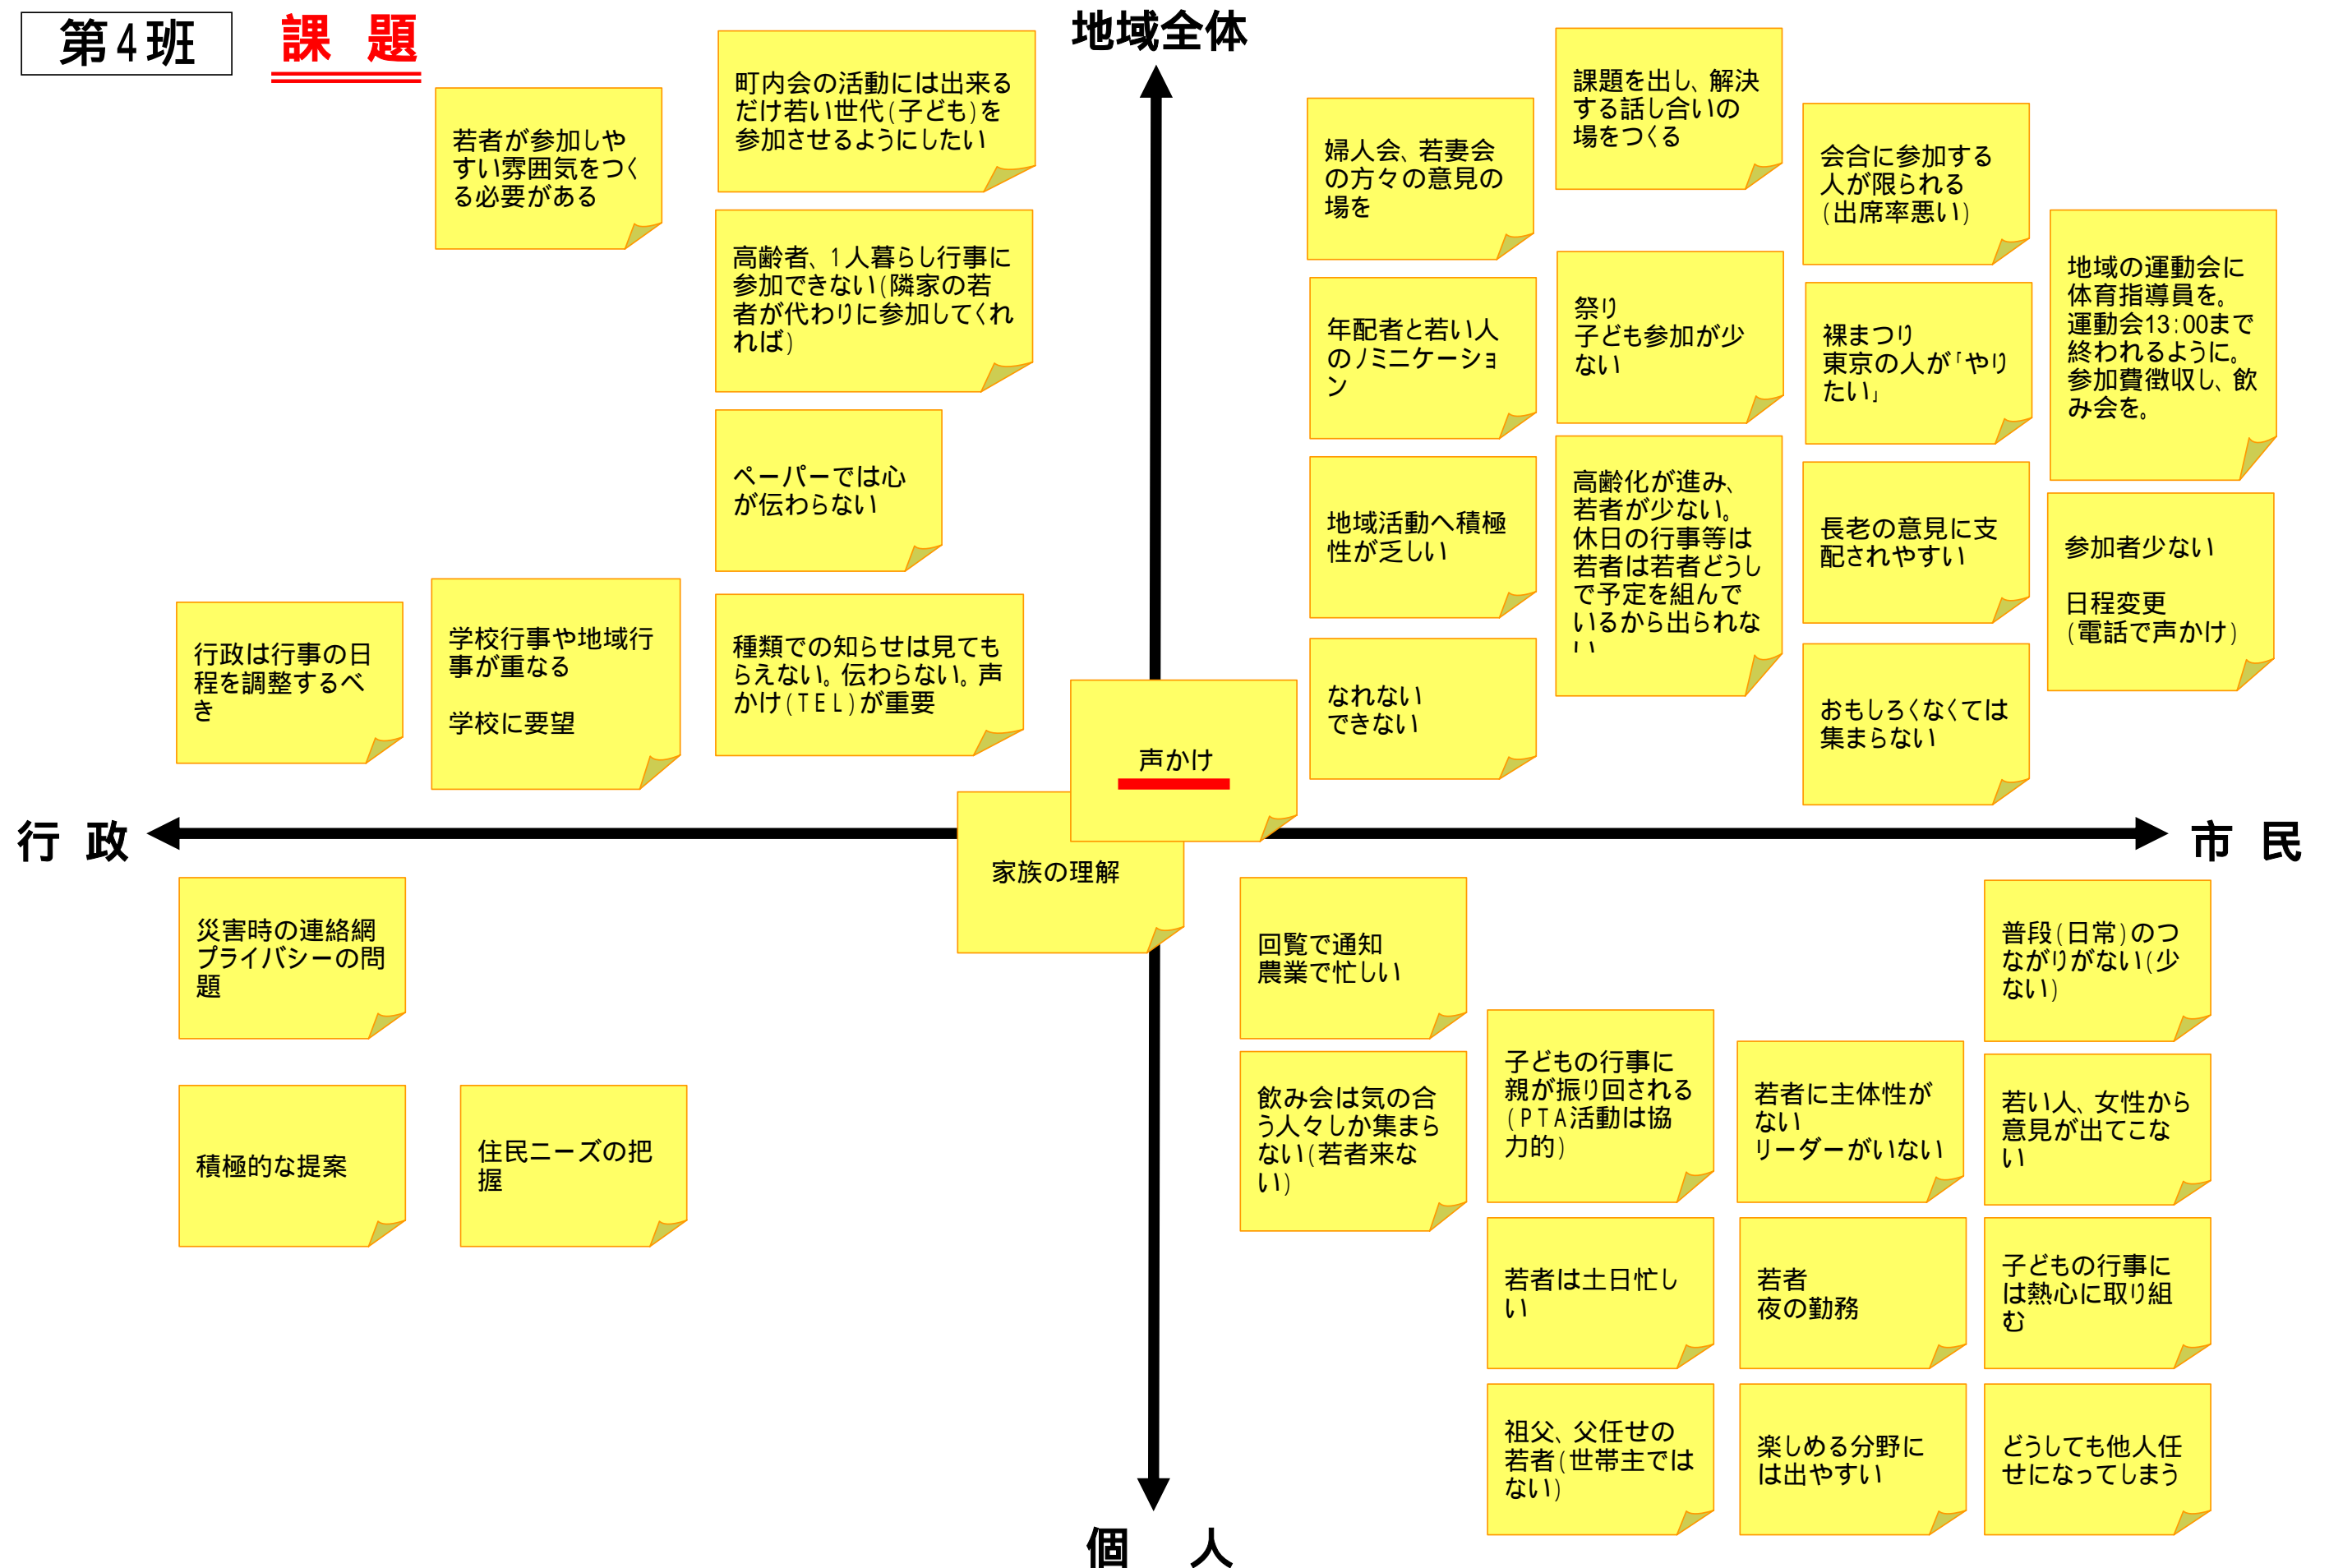 第4班
課 題
地域全体
若者が参加しや
すい雰囲気をつく
る必要がある
町内会の活動には出来る
だけ若い世代(子ども)を
参加させるようにしたい
高齢者、1人暮らし行事に
参加できない(隣家の若
者が代わりに参加してくれ
れば)
ペーパーでは心
が伝わらない
行政は行事の日
程を調整するべ
き
学校行事や地域行
事が重なる
学校に要望
種類での知らせは見ても
らえない。伝わらない。声
かけ(TEL)が重要
婦人会、若妻会
の方々の意見の
場を
課題を出し、解決
する話し合いの
場をつくる
会合に参加する
人が限られる
(出席率悪い)
地域の運動会に
体育指導員を。
運動会13:00まで
終われるように。
参加費徴収し、飲
み会を。
年配者と若い人
のノミニケーショ
ン
祭り
子ども参加が少
ない
裸まつり
東京の人が「やり
たい」
地域活動へ積極
性が乏しい
高齢化が進み、
若者が少ない。
休日の行事等は
若者は若者どうし
で予定を組んで
いるから出られな
い
長老の意見に支
配されやすい
参加者少ない
日程変更
(電話で声かけ)
なれない
できない
おもしろくなくては
集まらない
声かけ
家族の理解
行 政
市 民
災害時の連絡網
プライバシーの問
題
積極的な提案
住民ニーズの把
握
回覧で通知
農業で忙しい
飲み会は気の合
う人々しか集まら
ない(若者来な
い)
子どもの行事に
親が振り回される
(PTA活動は協
力的)
若者に主体性が
ない
リーダーがいない
普段(日常)のつ
ながりがない(少
ない)
若い人、女性から
意見が出てこな
い
若者は土日忙し
い
若者
夜の勤務
子どもの行事に
は熱心に取り組
む
祖父、父任せの
若者(世帯主では
ない)
楽しめる分野に
は出やすい
どうしても他人任
せになってしまう
個 人